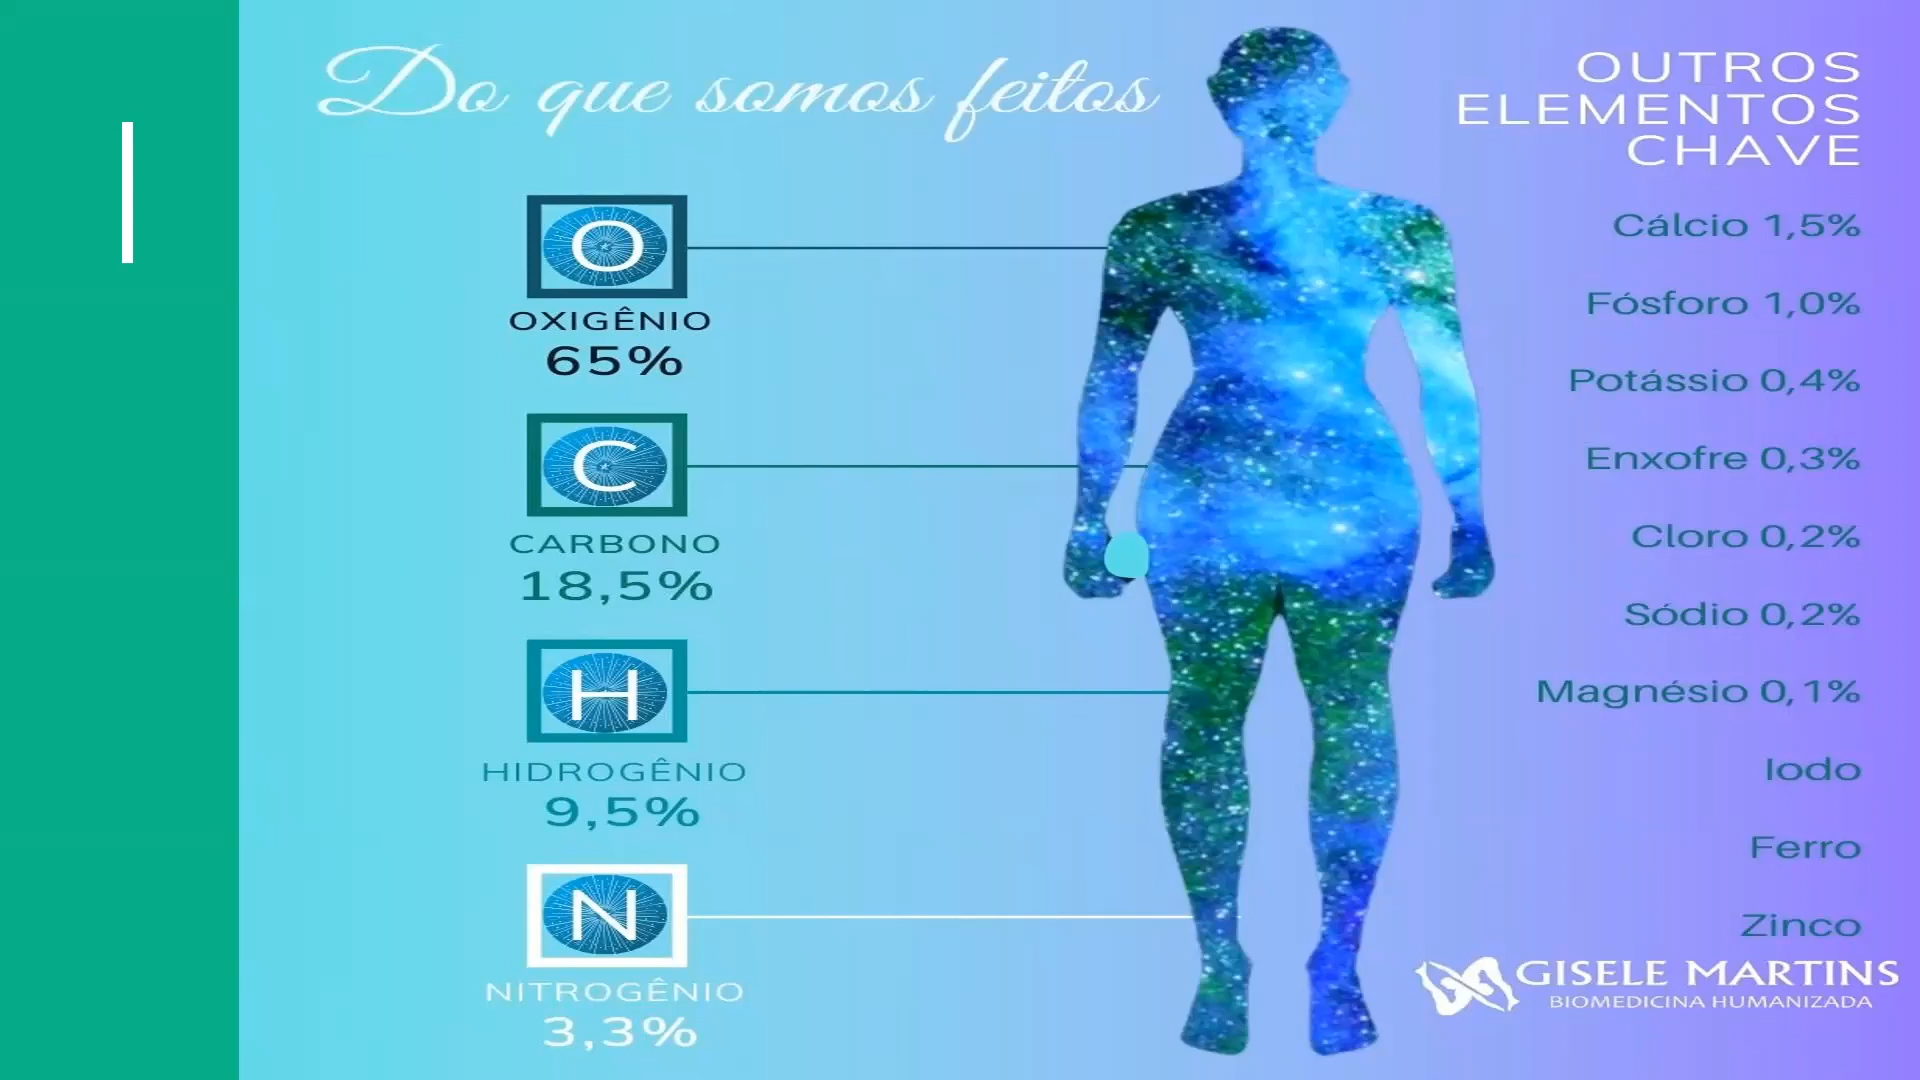 Do que somos feitos
O
OXIGÊNIO
65%
C
CARBONO
18,5%
H
HIDROGÊNIO
9,5%
N
NITROGÊNIO
3,3%
OUTROS
ELEMENTOS
CHAVE
Cálcio 1,5%
Fósforo 1,0%
Potássio 0,4%
Enxofre 0,3%
Cloro 0,2%
Sódio 0,2%
Magnésio 0,1%
Iodo
Ferro
Zinco
GISELE MARTINS
BIOMEDICINA HUMANIZADA